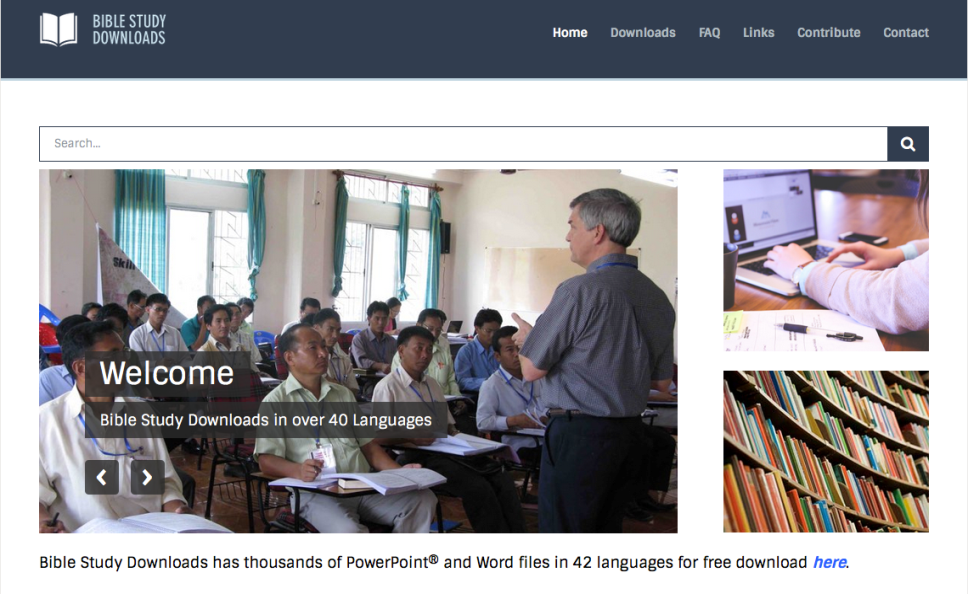 BIBLE STUDY
DOWNLOADS
Home Downloads FAQ Links Contribute Contact
Search...
Skill
Welcome
Bible Study Downloads in over 40 Languages
Bible Study Downloads has thousands of PowerPoint® and Word files in 42 languages for free download here.